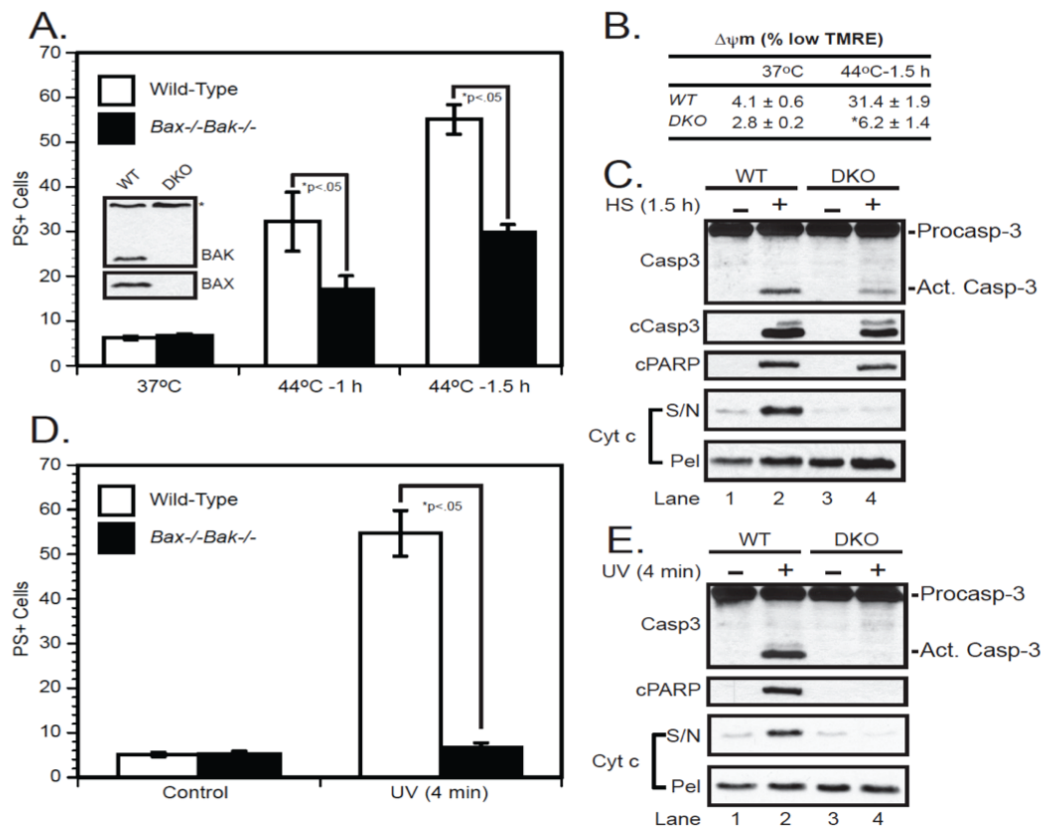 A.
70
60
50
40
30
20
10
0
PS+ Cells
Wild-Type
Bax-/-Bak-/-
WT DKO
*
BAK
BAX
*p<.05
*p<.05
37ºC 44ºC -1 h 44ºC -1.5 h
B.
Δψm (% low TMRE)
37ºC 44ºC-1.5 h
WT 4.1 ± 0.6 31.4 ± 1.9
DKO 2.8 ± 0.2 *6.2 ± 1.4
C.
WT DKO
HS (1.5 h) – + – +
Casp3
-Procasp-3
-Act. Casp-3
cCasp3
cPARP
Cyt c
S/N
Pel
Lane 1 2 3 4
D.
70
60
50
40
30
20
10
0
PS+ Cells
Wild-Type
Bax-/-Bak-/-
*p<.05
Control UV (4 min)
E.
WT DKO
UV (4 min) – + – +
Casp3
-Procasp-3
-Act. Casp-3
cPARP
Cyt c
S/N
Pel
Lane 1 2 3 4